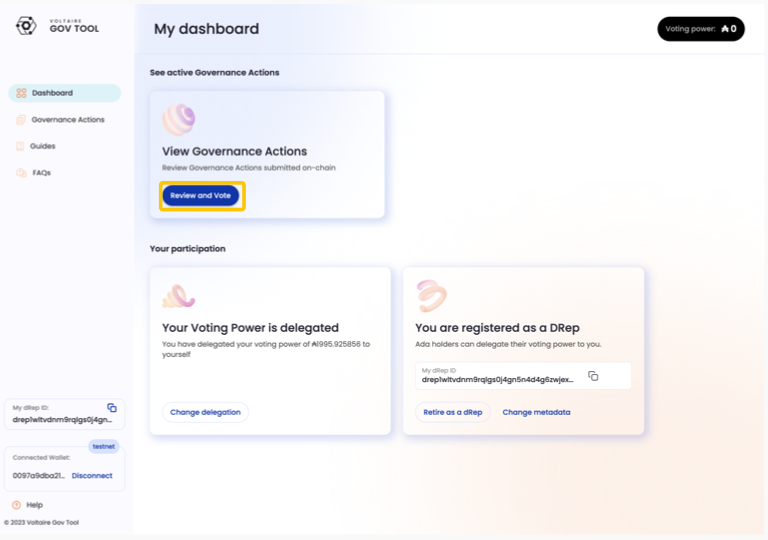 VOLTAIRE
GOV TOOL
My dashboard
Voting power: ₳ 0
Dashboard
Governance Actions
Guides
FAQs
See active Governance Actions
View Governance Actions
Review Governance Actions submitted on-chain
Review and Vote
Your participation
Your Voting Power is delegated
You have delegated your voting power of ₳1995.925856 to
yourself
Change delegation
You are registered as a DRep
Ada holders can delegate their voting power to you.
My dRep ID
drep1wltvdnm9rqlgs0j4gn5n4d4g6zwjex...
Retire as a dRep
Change metadata
My dRep ID:
drep1wltvdnm9rqlgs0j4gn...
testnet
Connected Wallet:
0097a9dba21...
Disconnect
Help
© 2023 Voltaire Gov Tool